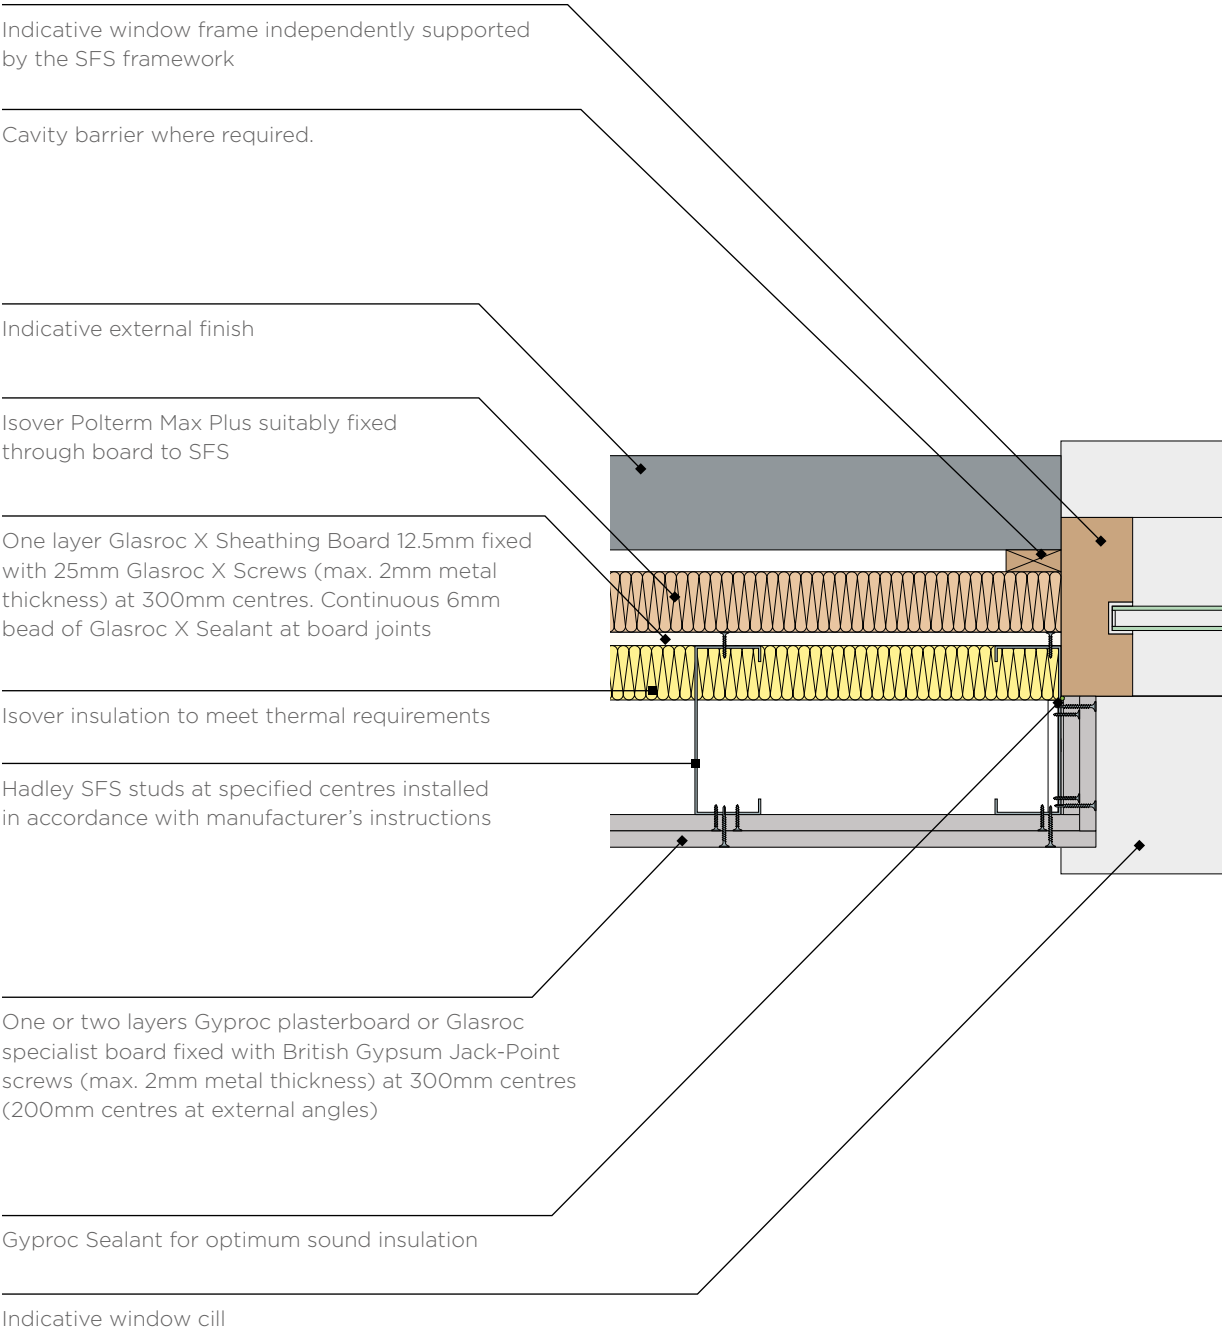 Indicative window frame independently supported
by the SFS framework
Cavity barrier where required.
Indicative external finish
Isover Polterm Max Plus suitably fixed
through board to SFS
One layer Glasroc X Sheathing Board 12.5mm fixed
with 25mm Glasroc X Screws (max. 2mm metal
thickness) at 300mm centres. Continuous 6mm
bead of Glasroc X Sealant at board joints
Isover insulation to meet thermal requirements
Hadley SFS studs at specified centres installed
in accordance with manufacturer’s instructions
One or two layers Gyproc plasterboard or Glasroc
specialist board fixed with British Gypsum Jack-Point
screws (max. 2mm metal thickness) at 300mm centres
(200mm centres at external angles)
Gyproc Sealant for optimum sound insulation
Indicative window cill